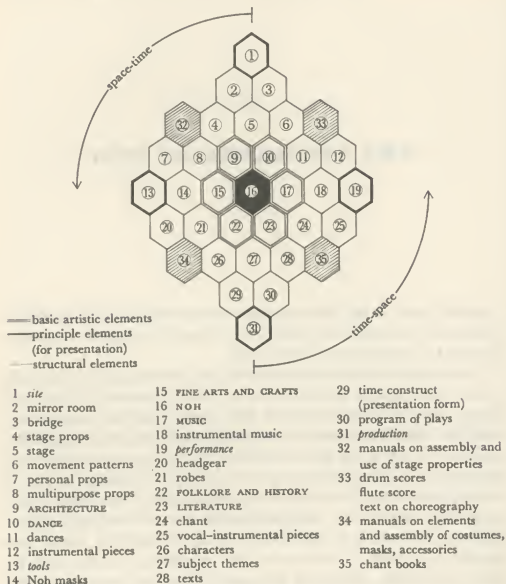 space-time
①
② ③
㉜ ④ ⑤ ⑥ ㉝
⑦ ⑧ ⑨ ⑩ ⑪ ⑫
⑬ ⑭ ⑮ ⑯ ⑰ ⑱ ⑲
⑳ ㉑ ㉒ ㉓ ㉔ ㉕
㉞ ㉖ ㉗ ㉘ ㉟
㉙ ㉚
㉛
time-space
basic artistic elements
principle elements
(for presentation)
structural elements
1 site
2 mirror room
3 bridge
4 stage props
5 stage
6 movement patterns
7 personal props
8 multipurpose props
9 ARCHITECTURE
10 DANCE
11 dances
12 instrumental pieces
13 tools
14 Noh masks
15 FINE ARTS AND CRAFTS
16 NOH
17 MUSIC
18 instrumental music
19 performance
20 headgear
21 robes
22 FOLKLORE AND HISTORY
23 LITERATURE
24 chant
25 vocal-instrumental pieces
26 characters
27 subject themes
28 texts
29 time construct
(presentation form)
30 program of plays
31 production
32 manuals on assembly and
use of stage properties
33 drum scores
flute score
text on choreography
34 manuals on elements
and assembly of costumes,
masks, accessories
35 chant books